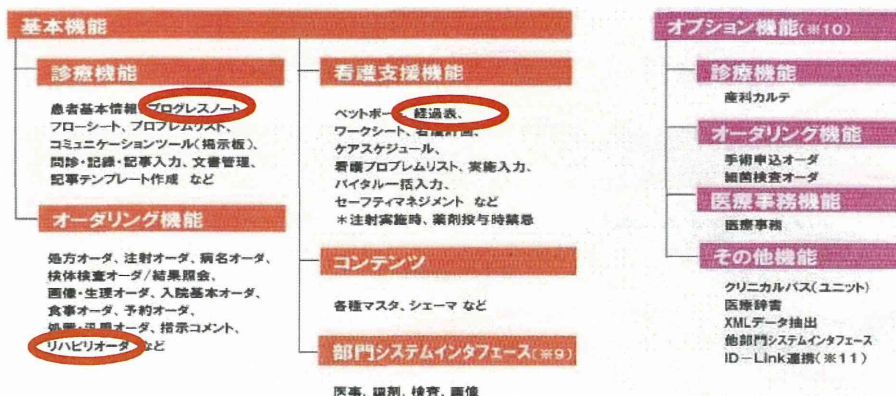 基本機能
診療機能
患者基本情報、プログレスノート、
フローシート、プロブレムリスト、
コミュニケーションツール(掲示板)、
問診・記録・記事入力、文書管理、
記事テンプレート作成 など
オーダリング機能
処方オーダ、注射オーダ、病名オーダ、
検体検査オーダ/結果照会、
画像・生理オーダ、入院基本オーダ、
食事オーダ、予約オーダ、
処置・汎用オーダ、指示コメント、
リハビリオーダ など
看護支援機能
ベットボード、経過表、
ワークシート、看護計画、
ケアスケジュール、
看護プロブレムリスト、実施入力、
バイタル一括入力、
セーフティマネジメント など
*注射実施時、薬剤投与時禁忌
コンテンツ
各種マスタ、シェーマ など
部門システムインタフェース(※9)
医事、調剤、検査、画像
オプション機能(※10)
診療機能
産科カルテ
オーダリング機能
手術申込オーダ
細菌検査オーダ
医療事務機能
医療事務
その他機能
クリニカルパス(ユニット)
医療辞書
XMLデータ抽出
他部門システムインタフェース
ID-Link連携(※11)